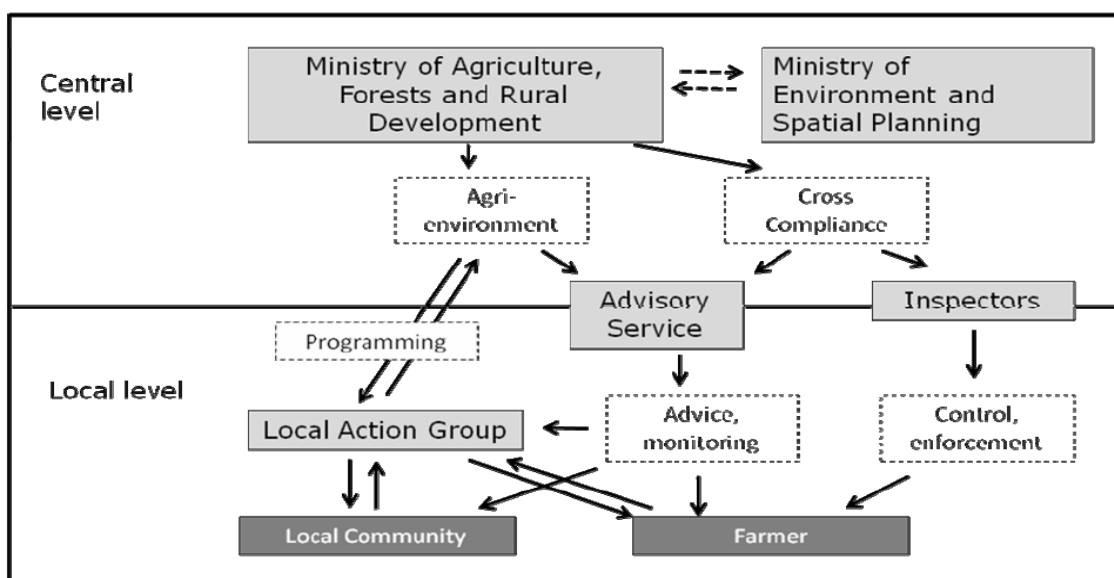 Central
level
Ministry of Agriculture,
Forests and Rural
Development
Ministry of
Environment and
Spatial Planning
Agri-
environment
Cross
Compliance
Advisory
Service
Inspectors
Programming
Local level
Local Action Group
Advice,
monitoring
Control,
enforcement
Local Community
Farmer